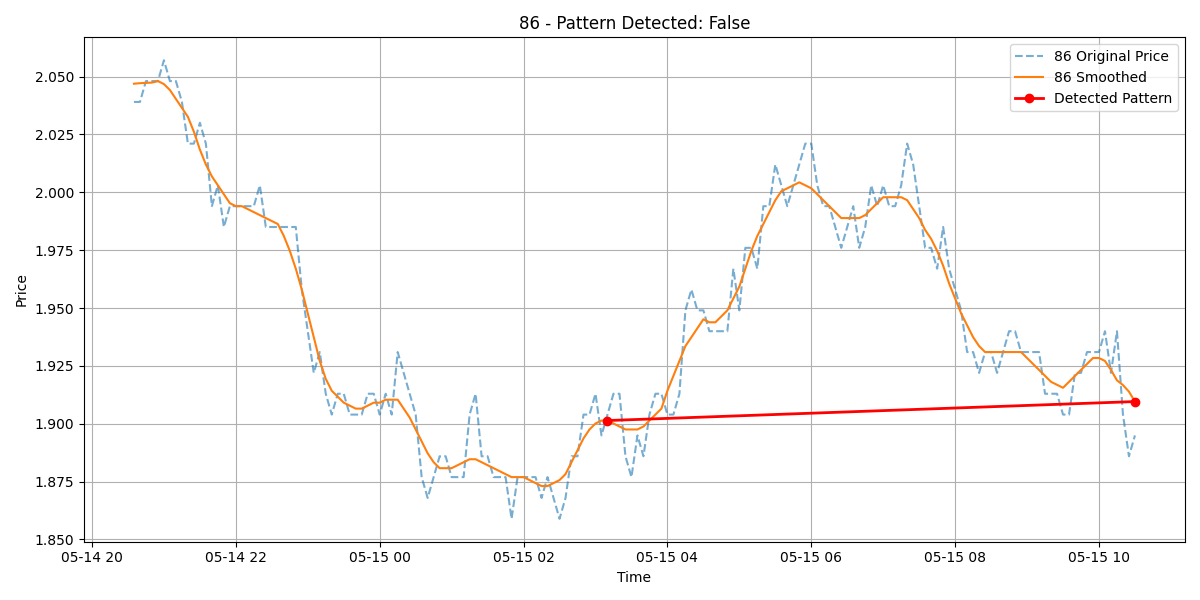 86 - Pattern Detected: False
86 Original Price
86 Smoothed
Detected Pattern
Price
2.050
2.025
2.000
1.975
1.950
1.925
1.900
1.875
1.850
05-14 20 05-14 22 05-15 00 05-15 02 05-15 04 05-15 06 05-15 08 05-15 10
Time